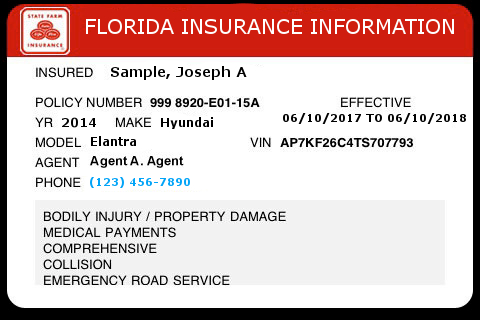 STATE FARM
INSURANCE
FLORIDA INSURANCE INFORMATION
INSURED Sample, Joseph A
POLICY NUMBER 999 8920-E01-15A EFFECTIVE
06/10/2017 TO 06/10/2018
YR 2014 MAKE Hyundai
MODEL Elantra VIN AP7KF26C4TS707793
AGENT Agent A. Agent
PHONE (123) 456-7890
BODILY INJURY / PROPERTY DAMAGE
MEDICAL PAYMENTS
COMPREHENSIVE
COLLISION
EMERGENCY ROAD SERVICE